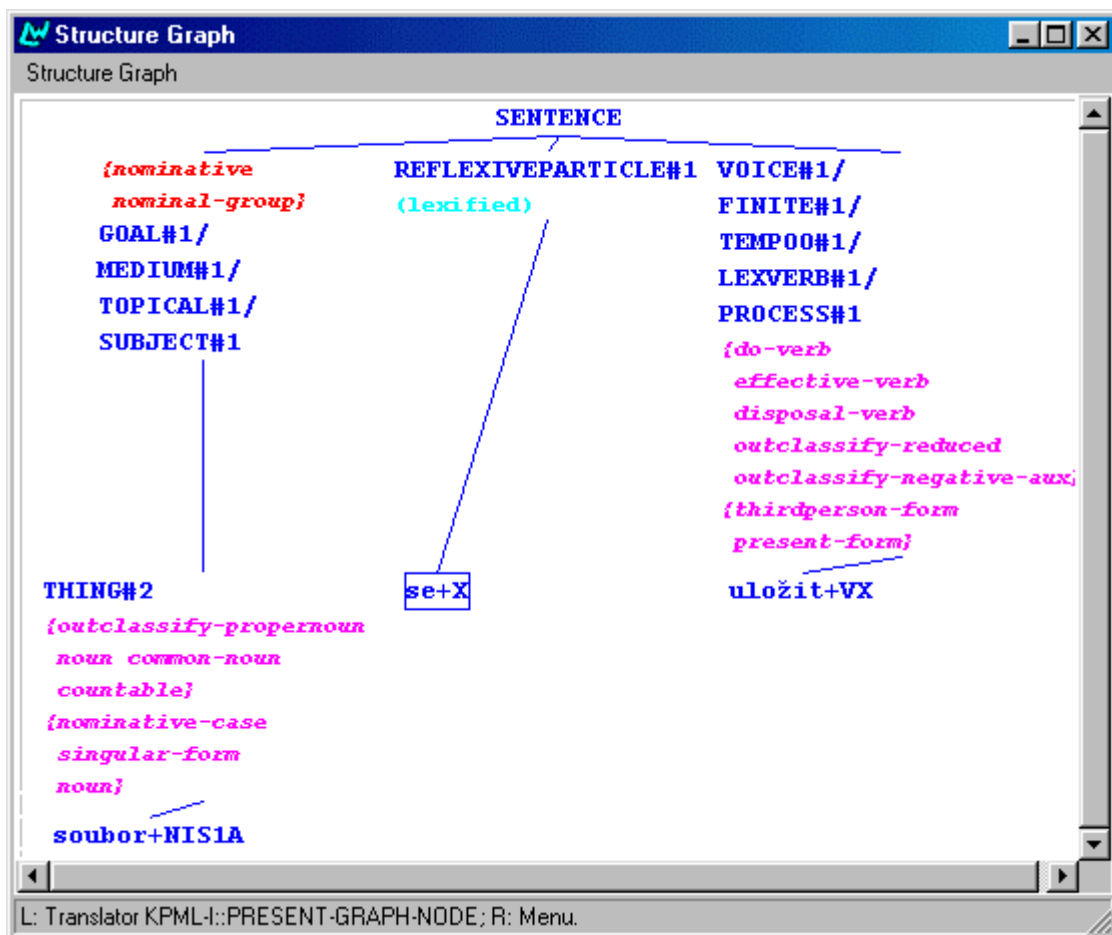 Structure Graph
Structure Graph
SENTENCE
{nominative
nominal-group}
GOAL#1/
MEDIUM#1/
TOPICAL#1/
SUBJECT#1
THING#2
{outclassify-propernoun
noun common-noun
countable}
{nominative-case
singular-form
noun}
soubor+NIS1A
REFLEXIVEPARTICLE#1
(lexified)
se+X
VOICE#1/
FINITE#1/
TEMPO0#1/
LEXVERB#1/
PROCESS#1
{do-verb
effective-verb
disposal-verb
outclassify-reduced
outclassify-negative-aux}
{thirdperson-form
present-form}
uložit+VX
L: Translator KPML-I::PRESENT-GRAPH-NODE; R: Menu.